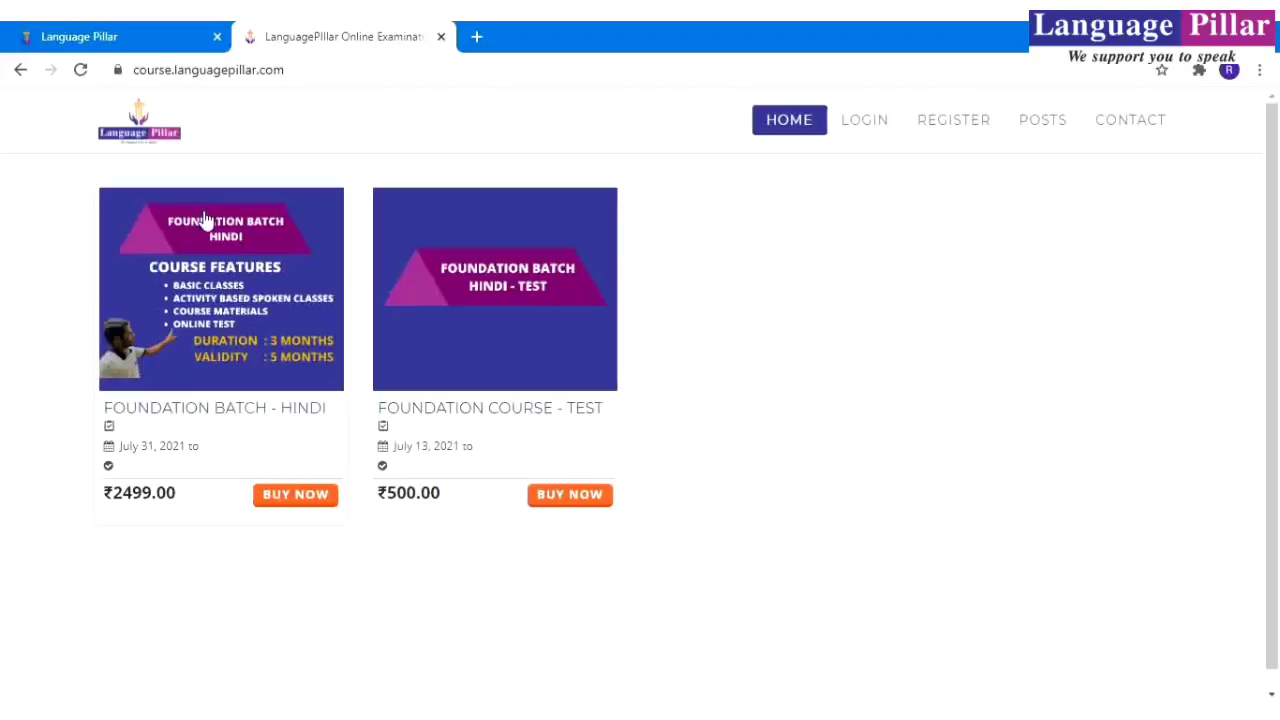 Language Pillar
LanguagePIllar Online Examinat
Language Pillar
We support you to speak
course.languagepillar.com
R
Language Pillar
HOME
LOGIN
REGISTER
POSTS
CONTACT
FOUNDATION BATCH
HINDI
COURSE FEATURES
• BASIC CLASSES
• ACTIVITY BASED SPOKEN CLASSES
• COURSE MATERIALS
• ONLINE TEST
DURATION : 3 MONTHS
VALIDITY : 5 MONTHS
FOUNDATION BATCH - HINDI
July 31, 2021 to
₹2499.00
BUY NOW
FOUNDATION BATCH
HINDI - TEST
FOUNDATION COURSE - TEST
July 13, 2021 to
₹500.00
BUY NOW